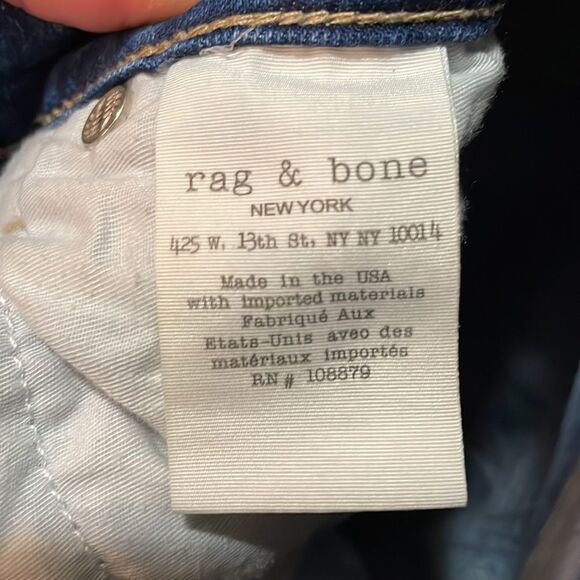 rag & bone
NEW YORK
425 W. 13th St, NY NY 10014
Made in the USA
with imported materials
Fabriqué Aux
Etats-Unis avec des
matériaux importés
RN # 108879